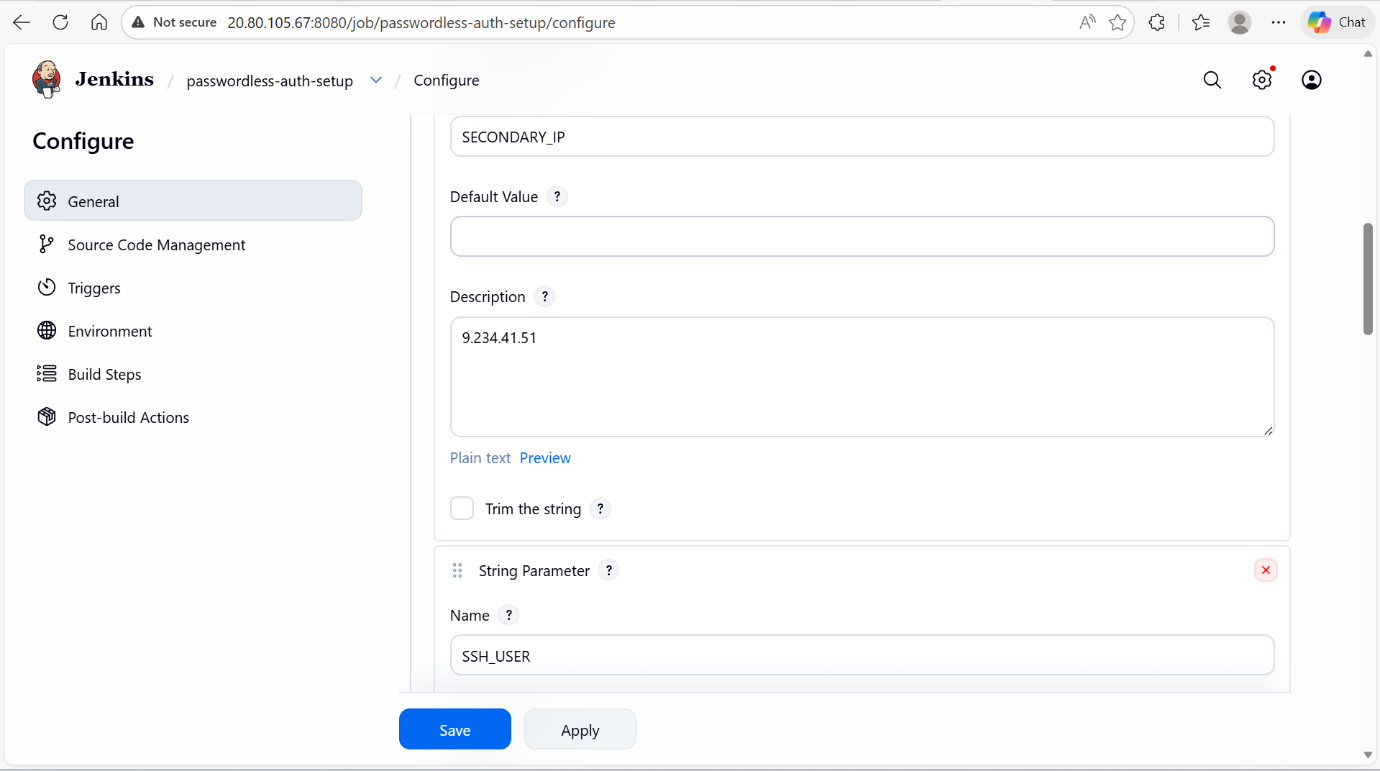 Not secure 20.80.105.67:8080/job/passwordless-auth-setup/configure A Chat
Jenkins / passwordless-auth-setup / Configure
Configure
General
Source Code Management
Triggers
Environment
Build Steps
Post-build Actions
SECONDARY_IP
Default Value ?
Description ?
9.234.41.51
Plain text Preview
Trim the string ?
String Parameter ?
Name ?
SSH_USER
Save Apply